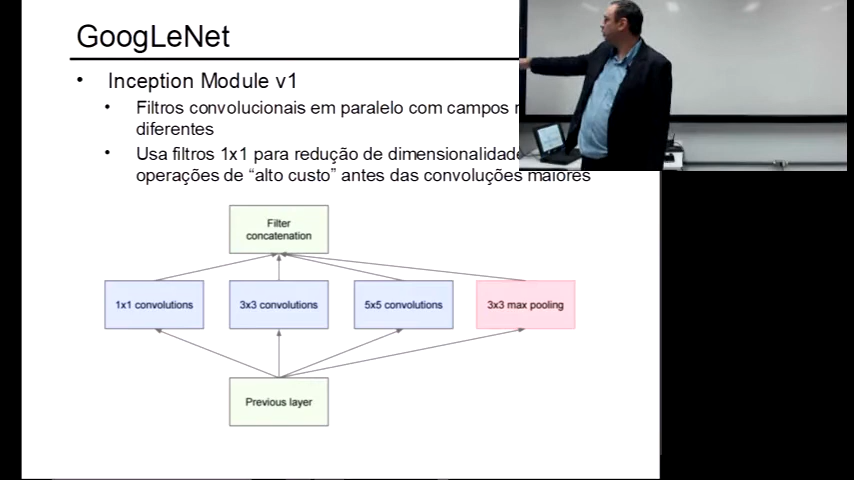 GoogLeNet
• Inception Module v1
• Filtros convolucionais em paralelo com campos
diferentes
• Usa filtros 1x1 para redução de dimensionalidade
operações de “alto custo” antes das convoluções maiores
Filter
concatenation
1x1 convolutions
3x3 convolutions
5x5 convolutions
3x3 max pooling
Previous layer